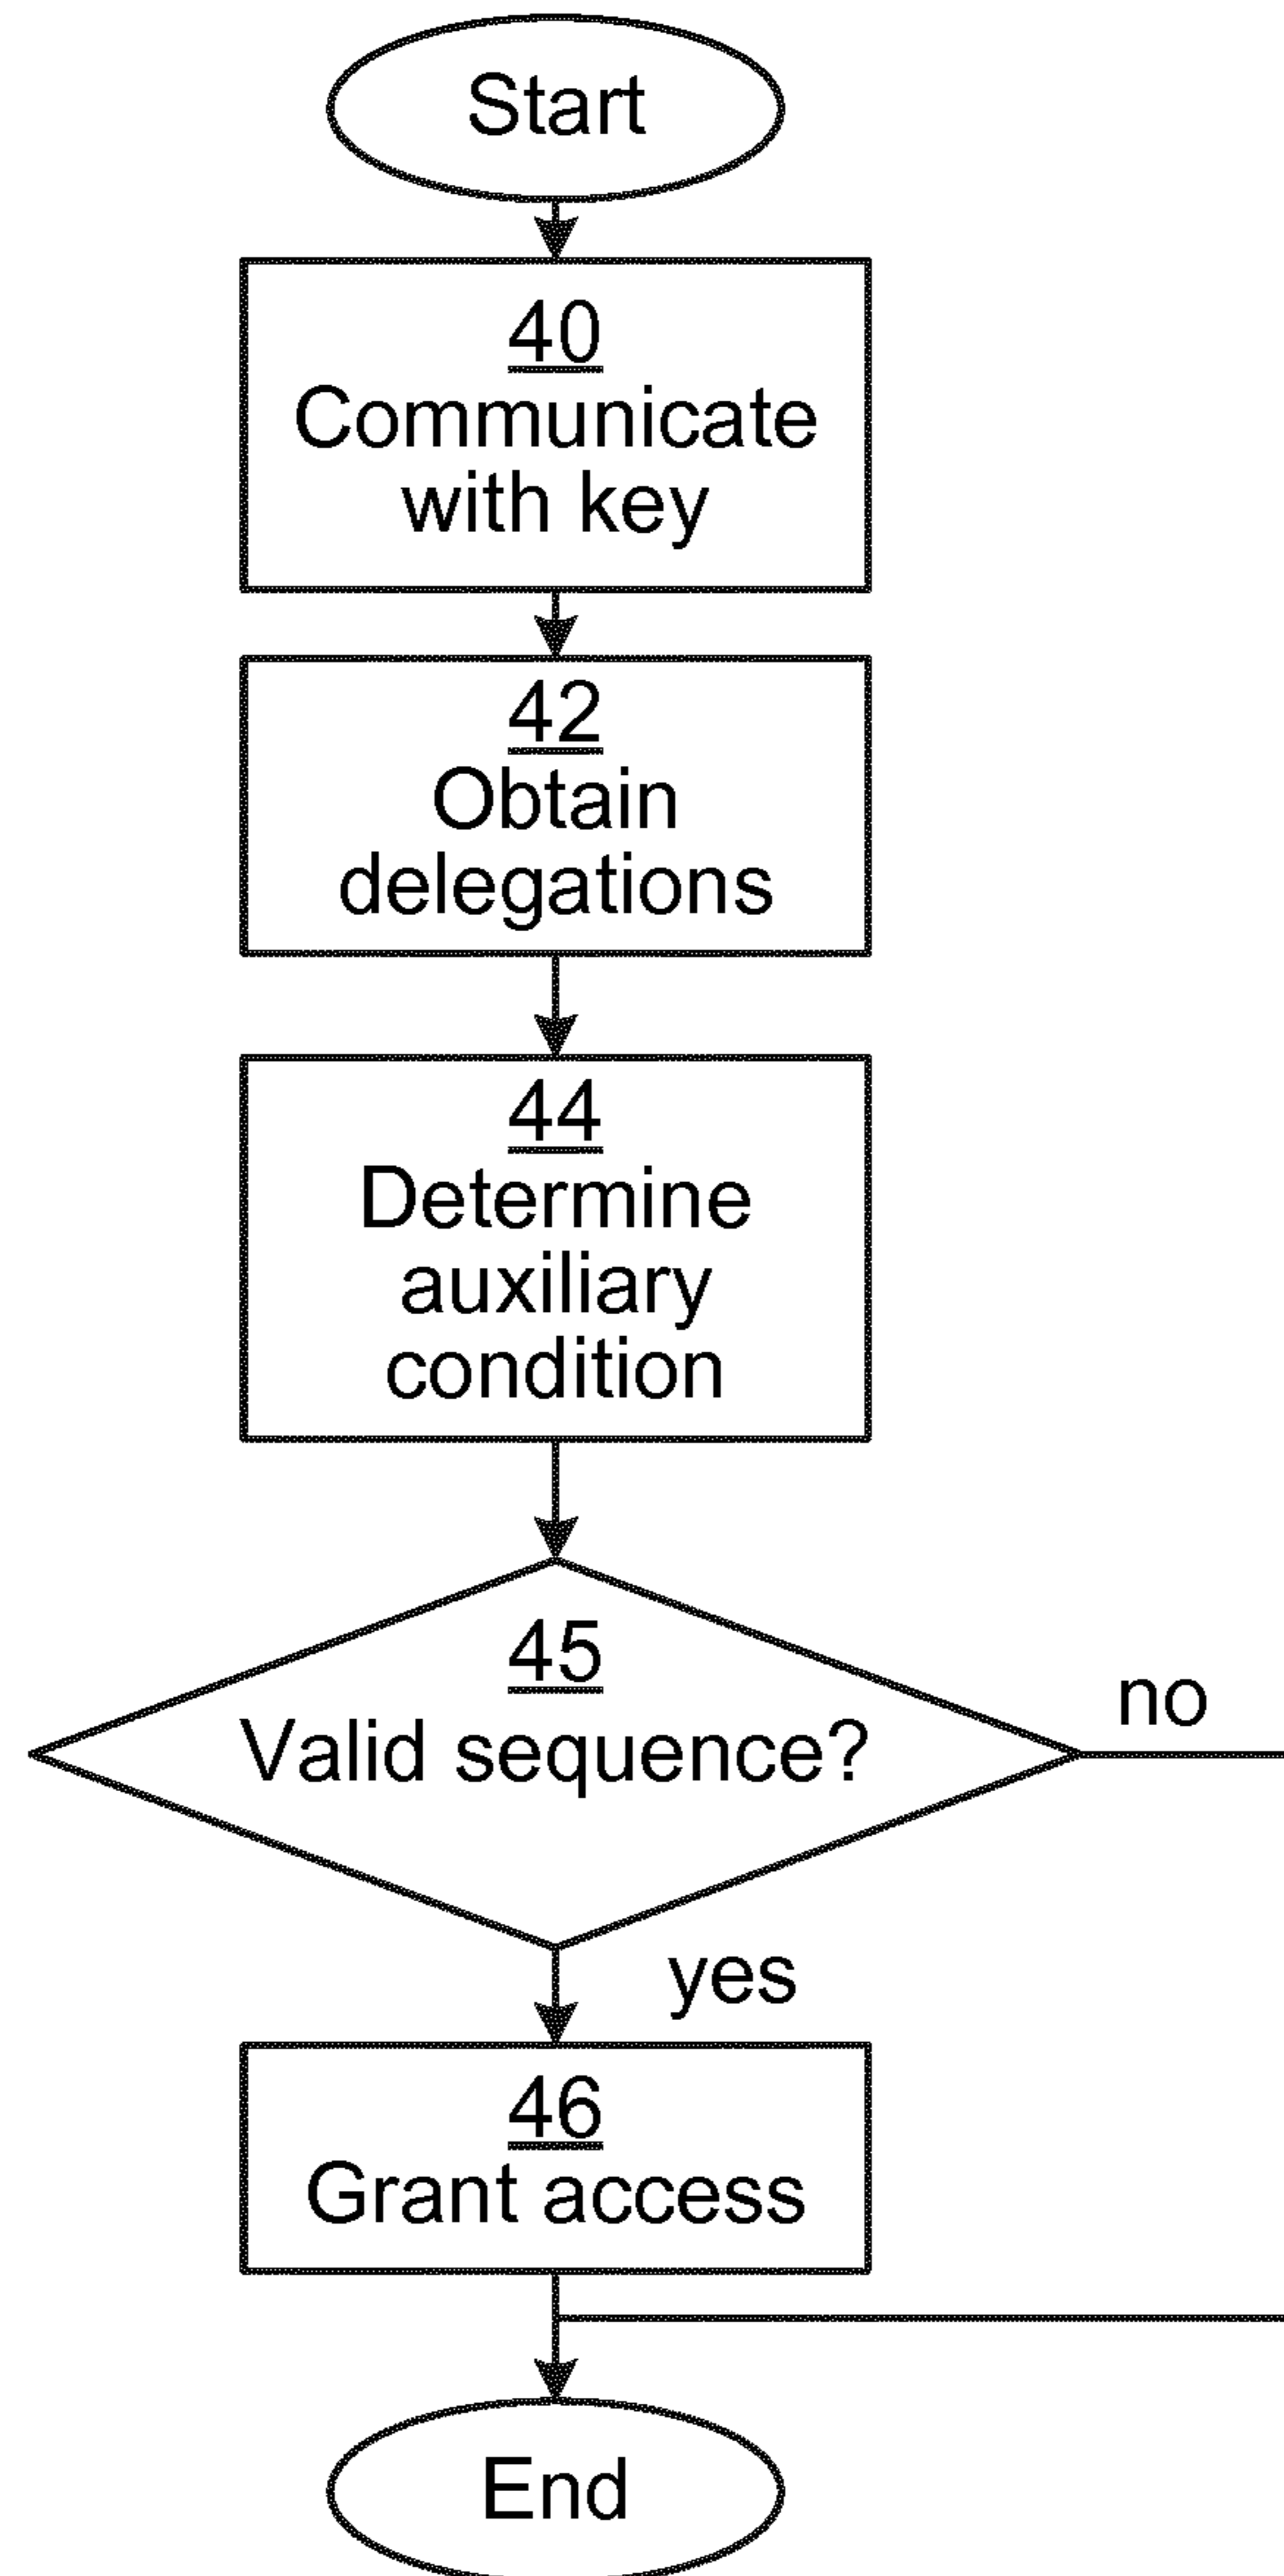 Start
40
Communicate
with key
42
Obtain
delegations
44
Determine
auxiliary
condition
45
Valid sequence?
no
yes
46
Grant access
End